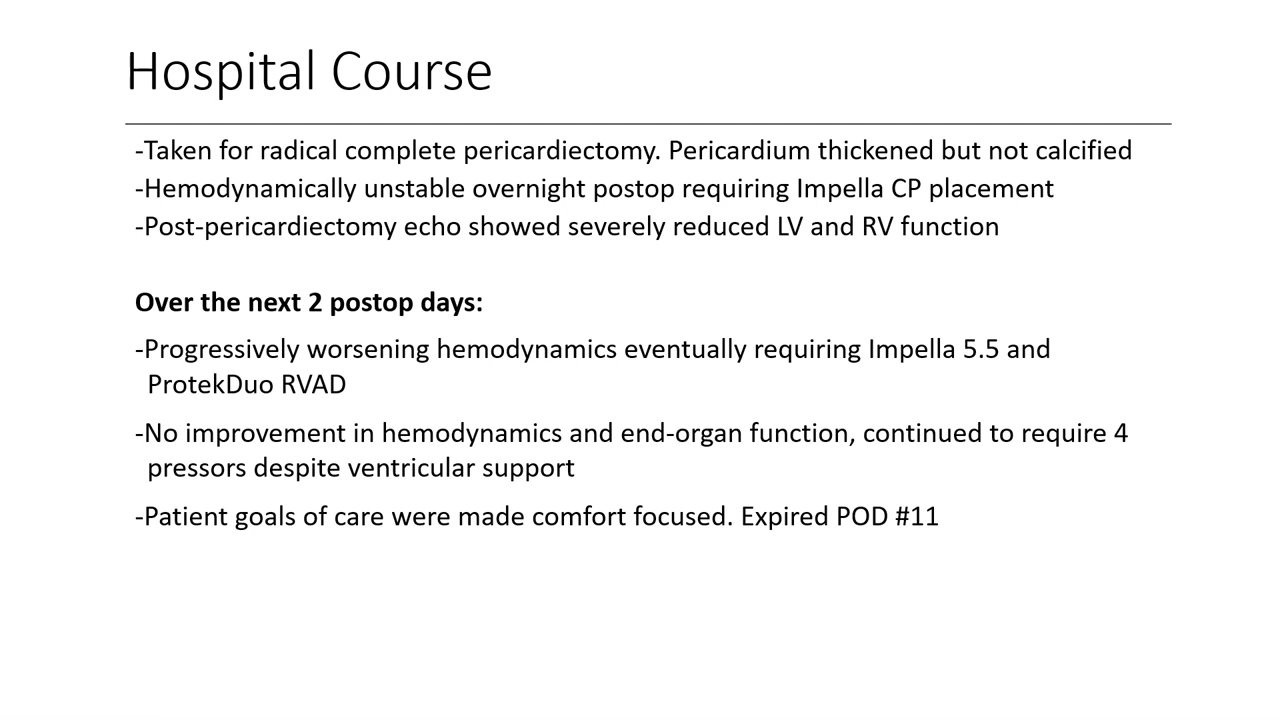 Hospital Course
-Taken for radical complete pericardiectomy. Pericardium thickened but not calcified
-Hemodynamically unstable overnight postop requiring Impella CP placement
-Post-pericardiectomy echo showed severely reduced LV and RV function
Over the next 2 postop days:
-Progressively worsening hemodynamics eventually requiring Impella 5.5 and
ProtekDuo RVAD
-No improvement in hemodynamics and end-organ function, continued to require 4
pressors despite ventricular support
-Patient goals of care were made comfort focused. Expired POD #11